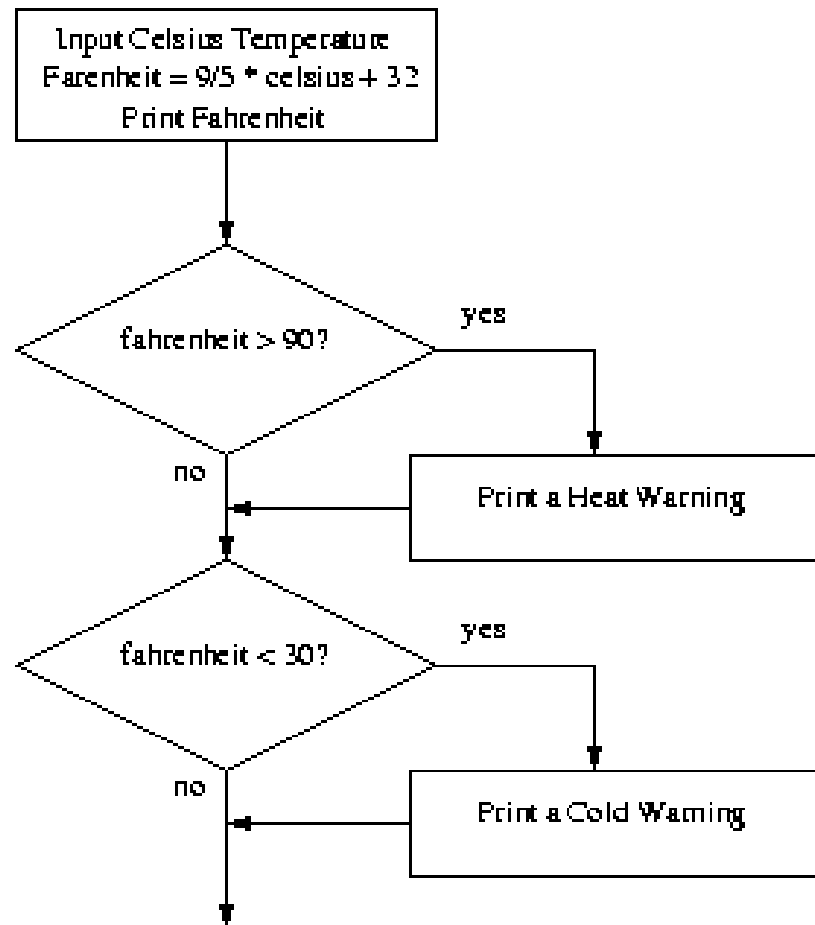 Input Celsius Temperature
Farenheit = 9/5 * celsius + 32
Print Fahrenheit
fahrenheit > 90?
yes
no
Print a Heat Warning
fahrenheit < 30?
yes
no
Print a Cold Warning